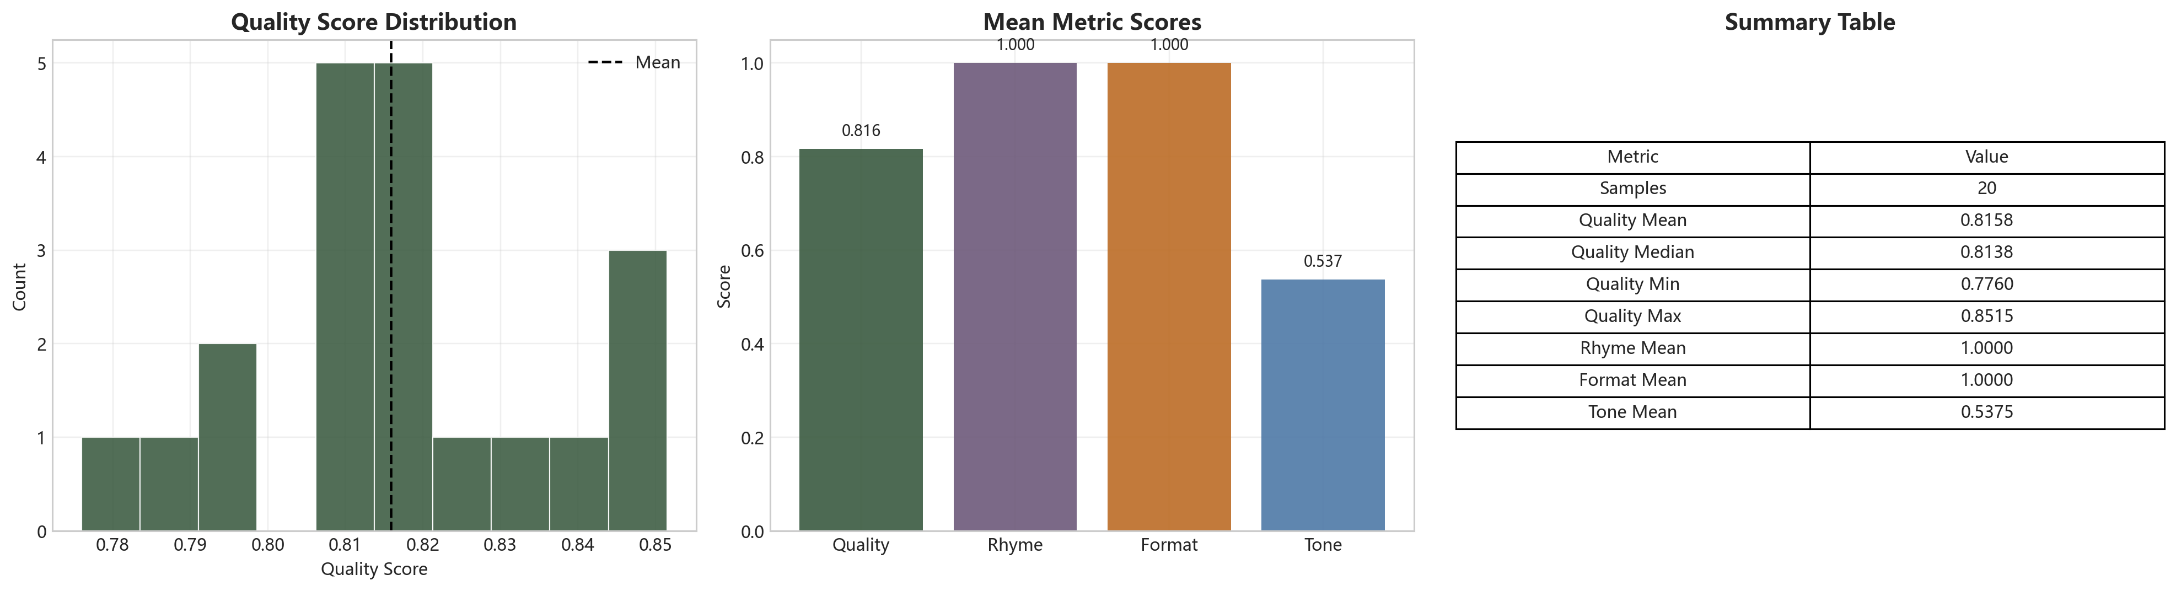 Quality Score Distribution
Count
5
4
3
2
1
0
Mean
0.78 0.79 0.80 0.81 0.82 0.83 0.84 0.85
Quality Score
Mean Metric Scores
Score
1.0
0.8
0.6
0.4
0.2
0.0
0.816
1.000
1.000
0.537
Quality Rhyme Format Tone
Summary Table
Metric Value
Samples 20
Quality Mean 0.8158
Quality Median 0.8138
Quality Min 0.7760
Quality Max 0.8515
Rhyme Mean 1.0000
Format Mean 1.0000
Tone Mean 0.5375